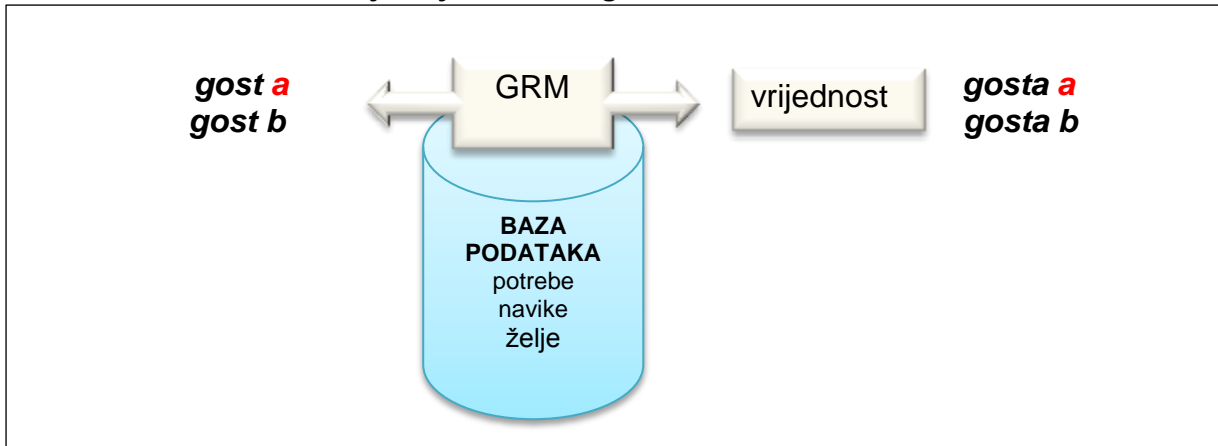 gost a
gost b
GRM
vrijednost
gosta a
gosta b
BAZA
PODATAKA
potrebe
navike
želje